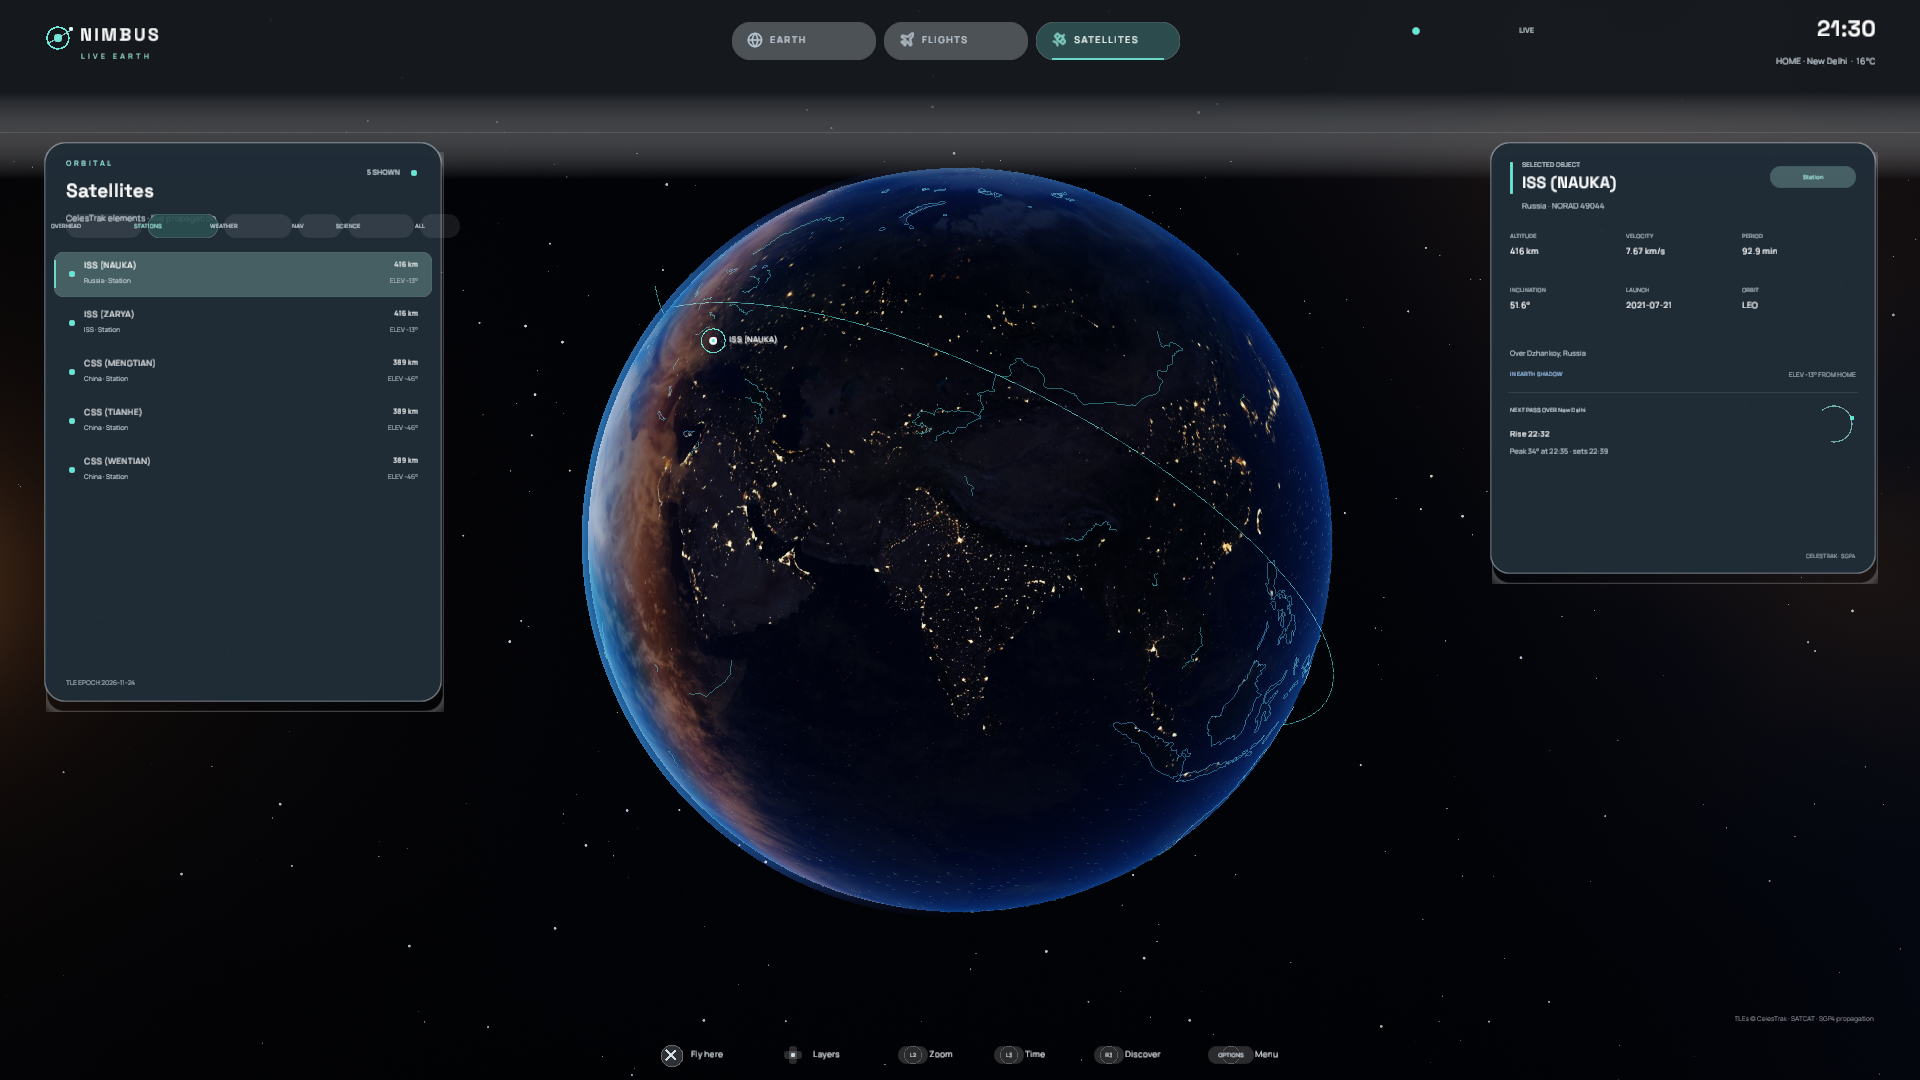 NIMBUS
LIVE EARTH
EARTH
FLIGHTS
SATELLITES
LIVE
21:30
HOME · New Delhi · 16°C
ORBITAL
5 SHOWN
Satellites
CelesTrak elements · live propagation
OVERHEAD
STATIONS
WEATHER
NAV
SCIENCE
ALL
ISS (NAUKA)
416 km
Russia · Station
ELEV -13°
ISS (ZARYA)
416 km
ISS · Station
ELEV -13°
CSS (MENGTIAN)
389 km
China · Station
ELEV -46°
CSS (TIANHE)
389 km
China · Station
ELEV -46°
CSS (WENTIAN)
389 km
China · Station
ELEV -46°
TLE EPOCH 2026-11-24
ISS (NAUKA)
SELECTED OBJECT
ISS (NAUKA)
Station
Russia · NORAD 49044
ALTITUDE
VELOCITY
PERIOD
416 km
7.67 km/s
92.9 min
INCLINATION
LAUNCH
ORBIT
51.6°
2021-07-21
LEO
Over Dzhankoy, Russia
IN EARTH SHADOW
ELEV -13° FROM HOME
NEXT PASS OVER New Delhi
Rise 22:32
Peak 34° at 22:35 · sets 22:39
CELESTRAK · SGP4
TLEs © CelesTrak · SATCAT · SGP4 propagation
Fly here
Layers
L2 Zoom
L3 Time
R3 Discover
OPTIONS Menu